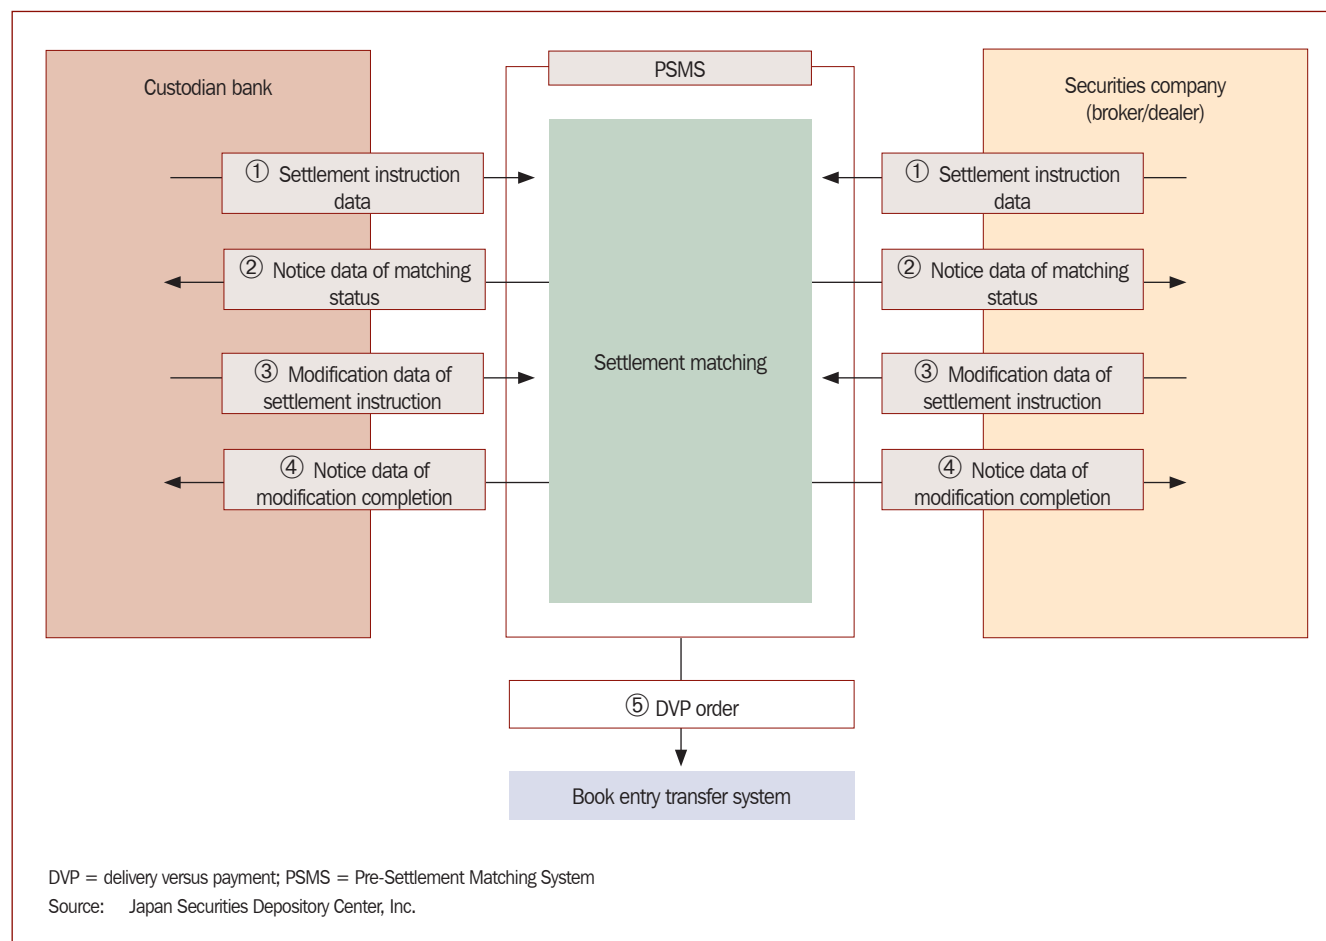 PSMS
Custodian bank
Securities company
(broker/dealer)
① Settlement instruction
data
① Settlement instruction
data
② Notice data of matching
status
② Notice data of matching
status
Settlement matching
③ Modification data of
settlement instruction
③ Modification data of
settlement instruction
④ Notice data of
modification completion
④ Notice data of
modification completion
⑤ DVP order
Book entry transfer system
DVP = delivery versus payment; PSMS = Pre-Settlement Matching System
Source: Japan Securities Depository Center, Inc.